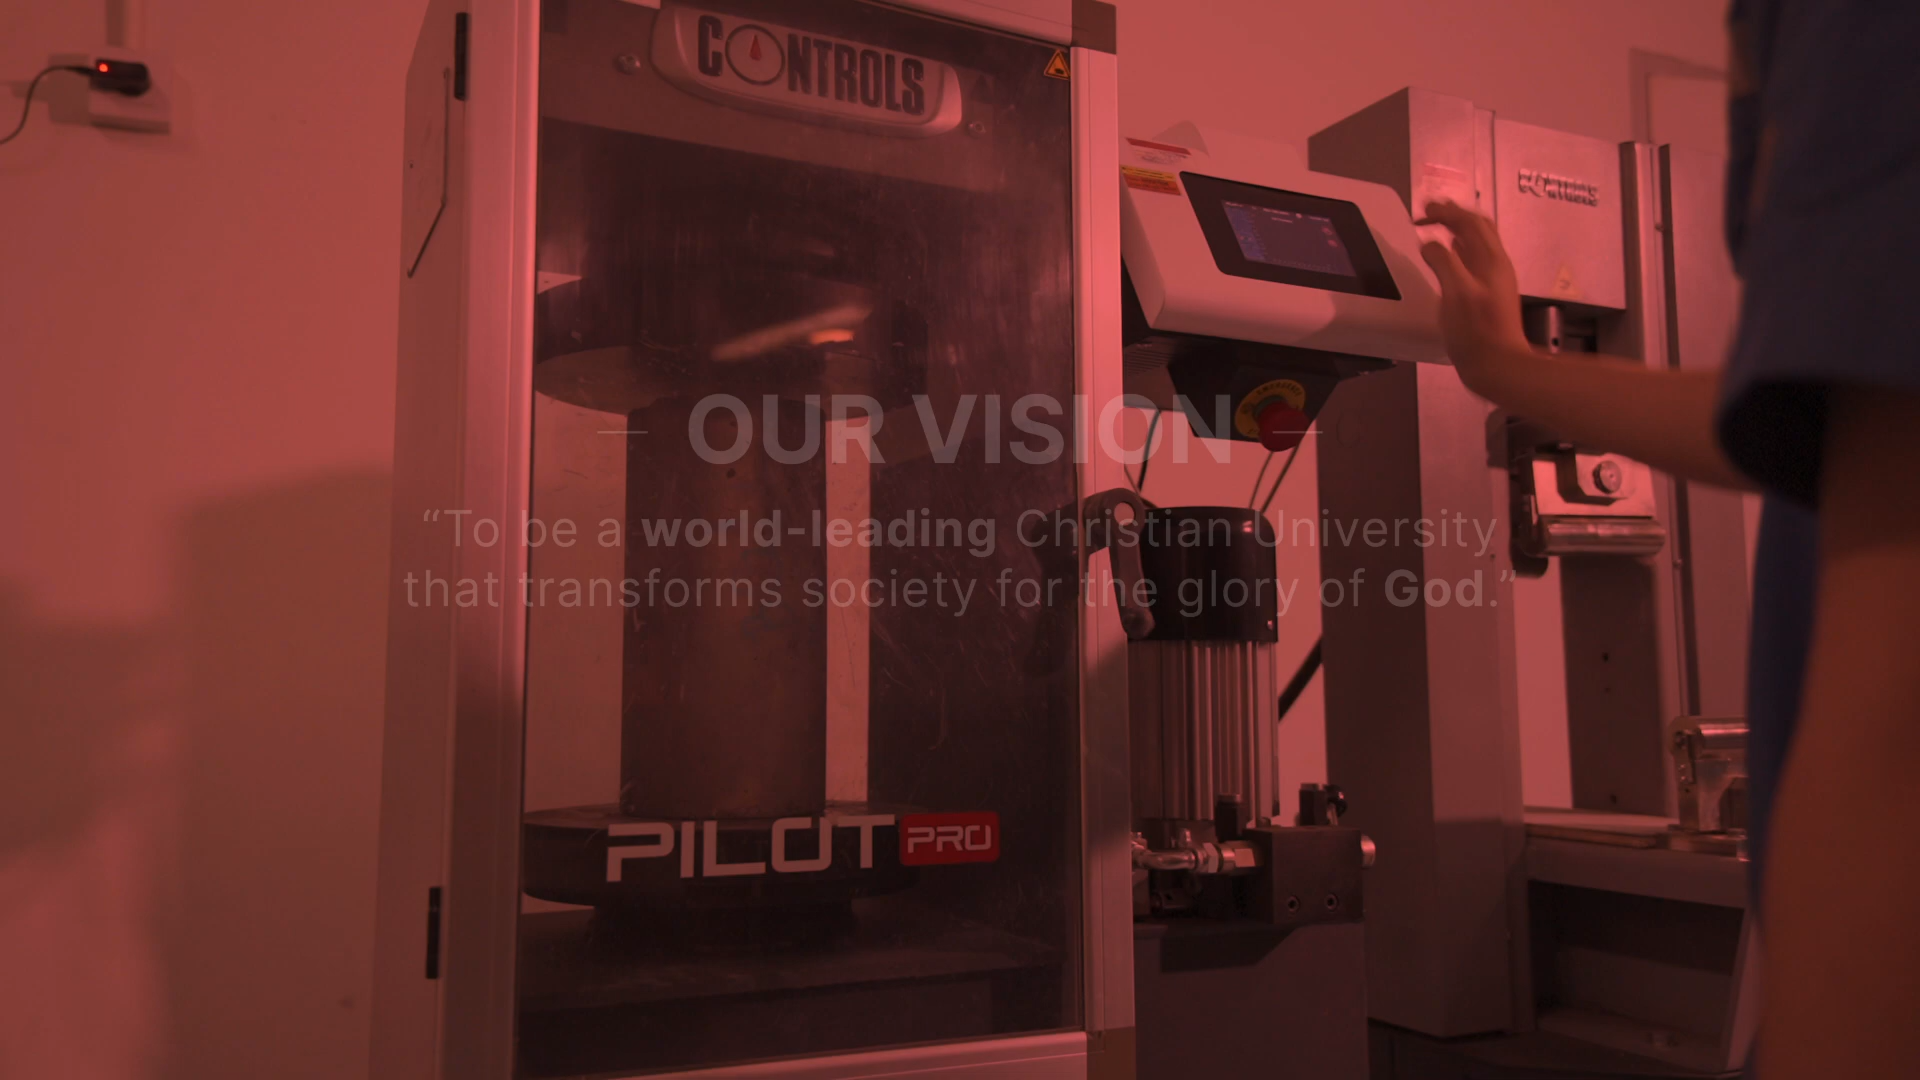 CONTROLS
CONTROLS
OUR VISION
“To be a world-leading Christian University
that transforms society for the glory of God.”
PILOT PRO